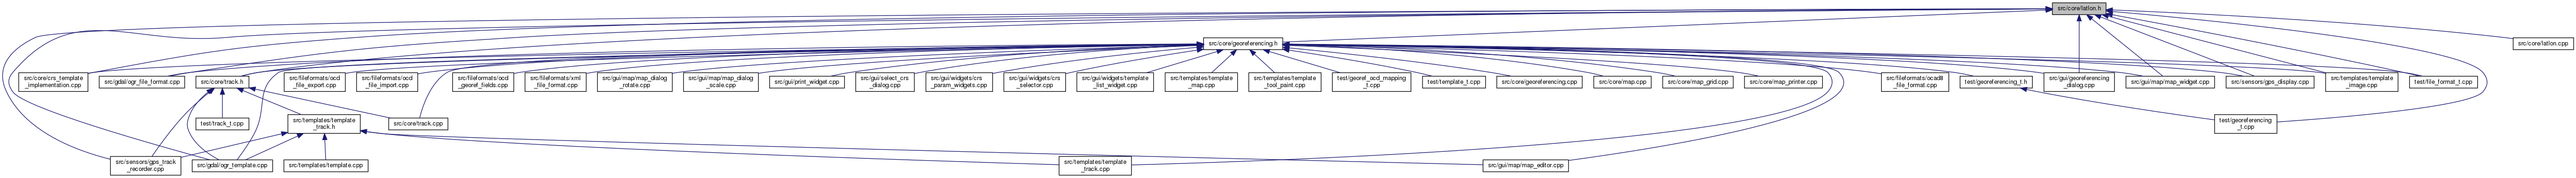 src/core/latlon.h
src/core/georeferencing.h
src/core/latlon.cpp
src/core/crs_template
_implementation.cpp
src/gdal/ogr_file_format.cpp
src/core/track.h
src/fileformats/ocd
_file_export.cpp
src/fileformats/ocd
_file_import.cpp
src/fileformats/ocd
_georef_fields.cpp
src/fileformats/xml
_file_format.cpp
src/gui/map/map_dialog
_rotate.cpp
src/gui/map/map_dialog
_scale.cpp
src/gui/print_widget.cpp
src/gui/select_crs
_dialog.cpp
src/gui/widgets/crs
_param_widgets.cpp
src/gui/widgets/crs
_selector.cpp
src/gui/widgets/template
_list_widget.cpp
src/templates/template
_map.cpp
src/templates/template
_tool_paint.cpp
test/georef_ocd_mapping
_t.cpp
test/template_t.cpp
src/core/georeferencing.cpp
src/core/map.cpp
src/core/map_grid.cpp
src/core/map_printer.cpp
src/fileformats/ocad8
_file_format.cpp
test/georeferencing_t.h
src/gui/georeferencing
_dialog.cpp
src/gui/map/map_widget.cpp
src/sensors/gps_display.cpp
src/templates/template
_image.cpp
test/file_format_t.cpp
test/track_t.cpp
src/templates/template
_track.h
src/core/track.cpp
test/georeferencing
_t.cpp
src/sensors/gps_track
_recorder.cpp
src/gdal/ogr_template.cpp
src/templates/template.cpp
src/templates/template
_track.cpp
src/gui/map/map_editor.cpp